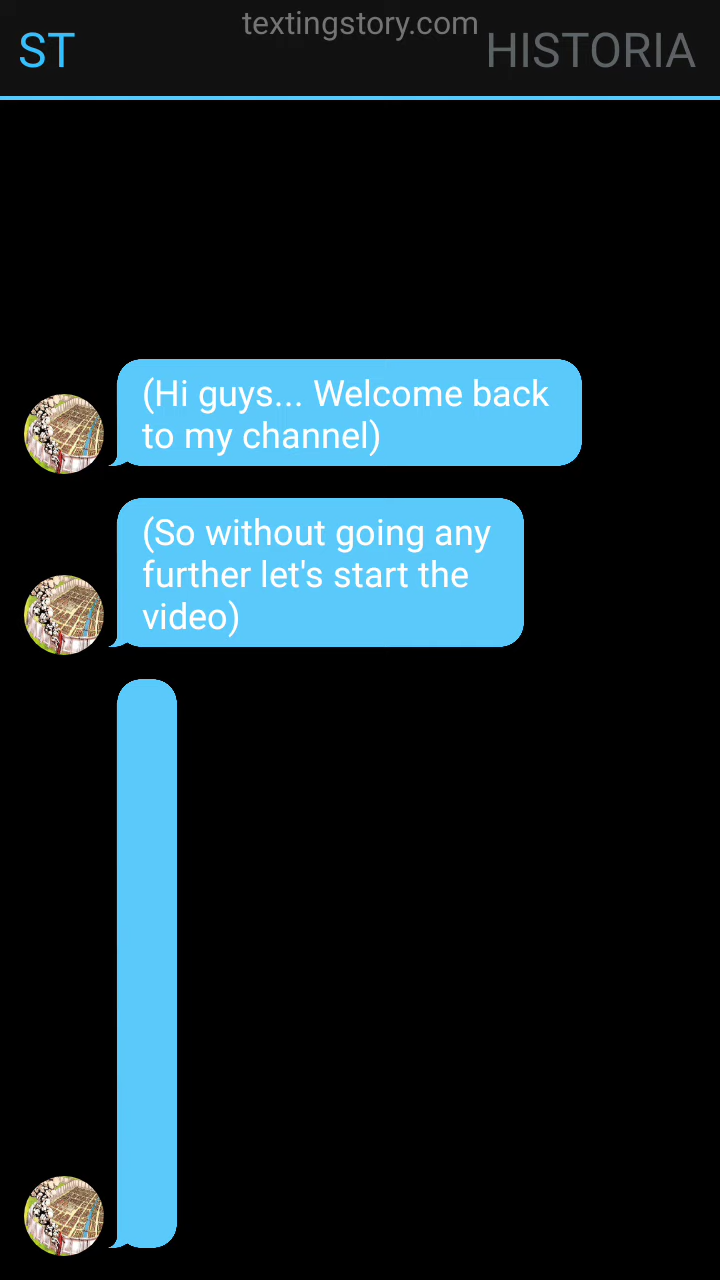 textingstory.com
ST
HISTORIA
(Hi guys... Welcome back
to my channel)
(So without going any
further let's start the
video)